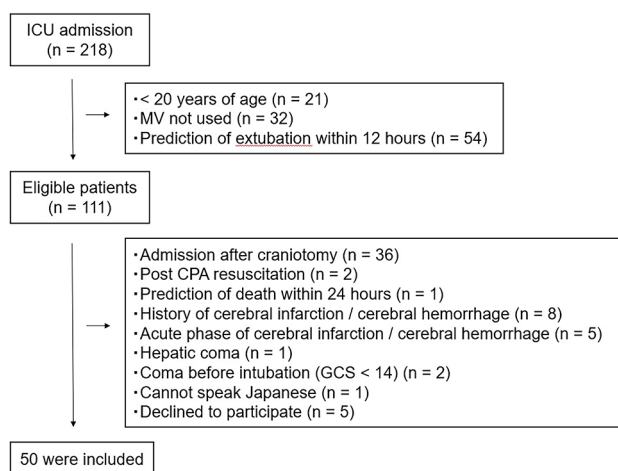 ICU admission
(n = 218)
・< 20 years of age (n = 21)
・MV not used (n = 32)
・Prediction of extubation within 12 hours (n = 54)
Eligible patients
(n = 111)
・Admission after craniotomy (n = 36)
・Post CPA resuscitation (n = 2)
・Prediction of death within 24 hours (n = 1)
・History of cerebral infarction / cerebral hemorrhage (n = 8)
・Acute phase of cerebral infarction / cerebral hemorrhage (n = 5)
・Hepatic coma (n = 1)
・Coma before intubation (GCS < 14) (n = 2)
・Cannot speak Japanese (n = 1)
・Declined to participate (n = 5)
50 were included